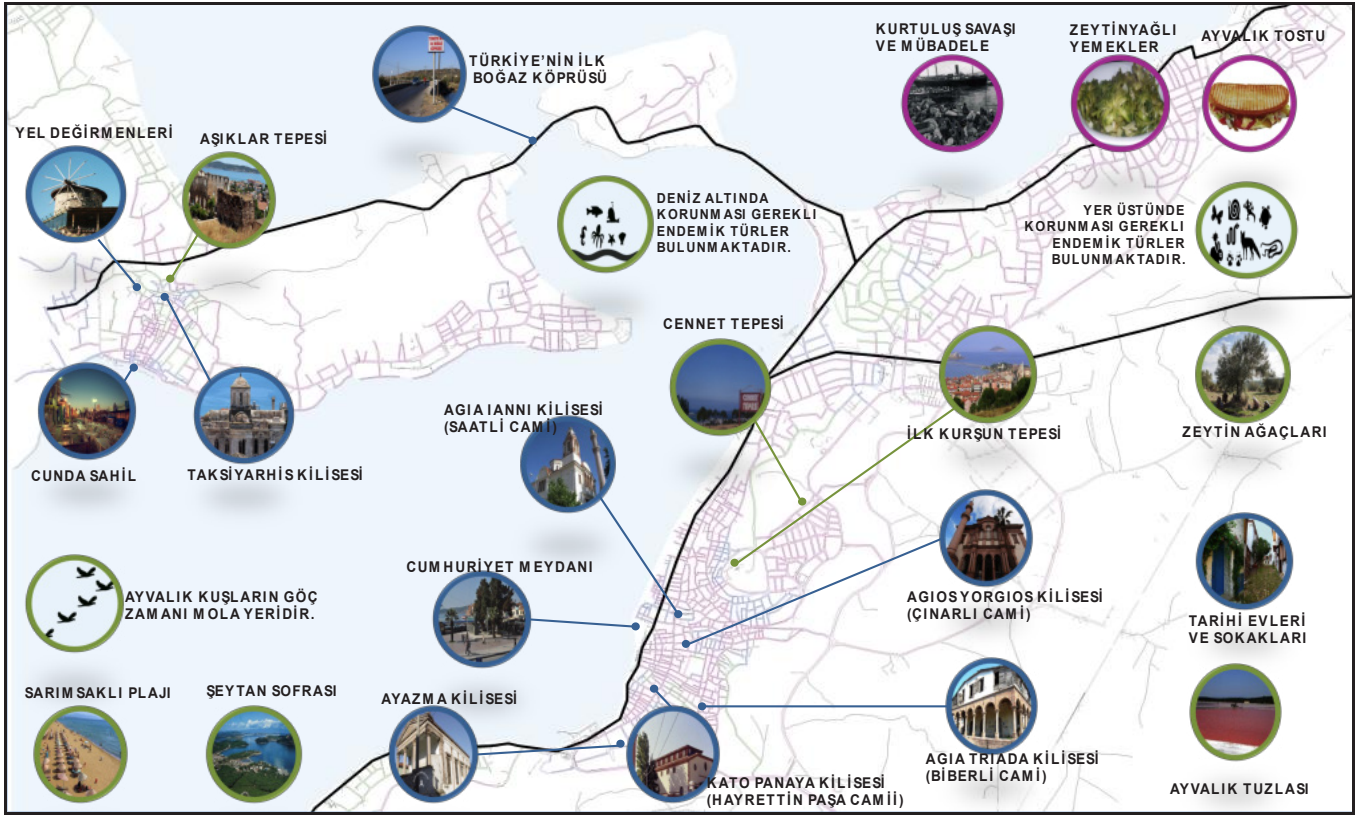 KURTULUŞ SAVAŞI
VE MÜBADELE
ZEYTİNYAĞLI
YEMEKLER
AYVALIK TOSTU
TÜRKİYE'NİN İLK
BOĞAZ KÖPRÜSÜ
YEL DEĞİRMENLERİ
AŞIKLAR TEPESİ
DENİZ ALTINDA
KORUNMASI GEREKLİ
ENDEMİK TÜRLER
BULUNMAKTADIR.
YER ÜSTÜNDE
KORUNMASI GEREKLİ
ENDEMİK TÜRLER
BULUNMAKTADIR.
CENNET TEPESİ
AGIA IANNI KİLİSESİ
(SAATLİ CAMİ)
İLK KURŞUN TEPESİ
ZEYTİN AĞAÇLARI
CUNDA SAHİL
TAKSİYARHİS KİLİSESİ
CUMHURİYET MEYDANI
AYVALIK KUŞLARIN GÖÇ
ZAMANI MOLA YERİDİR.
AGIOS YORGIOS KİLİSESİ
(ÇINARLI CAMİ)
TARİHİ EVLERİ
VE SOKAKLARI
SARIMSAKLI PLAJI
ŞEYTAN SOFRASI
AYAZMA KİLİSESİ
KATO PANAYA KİLİSESİ
(HAYRETTİN PAŞA CAMİİ)
AGIA TRIADA KİLİSESİ
(BİBERLİ CAMİ)
AYVALIK TUZLASI